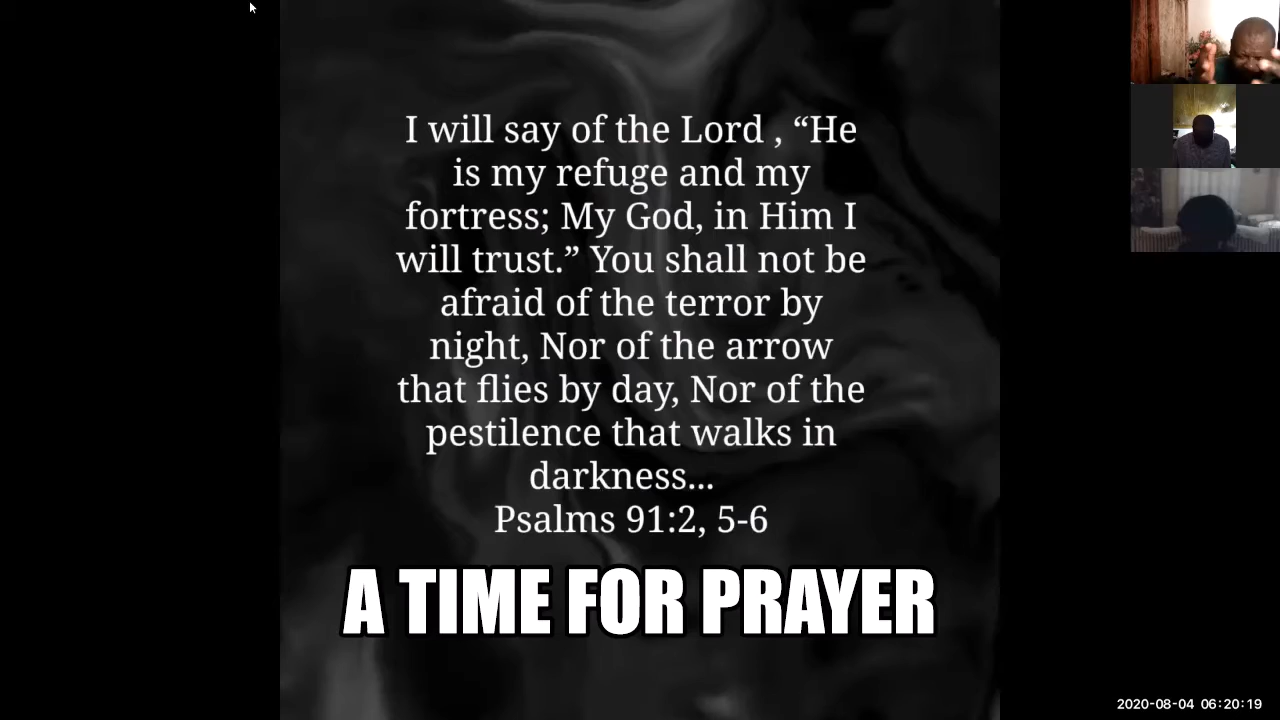 I will say of the Lord , “He
is my refuge and my
fortress; My God, in Him I
will trust.” You shall not be
afraid of the terror by
night, Nor of the arrow
that flies by day, Nor of the
pestilence that walks in
darkness...
Psalms 91:2, 5-6
A TIME FOR PRAYER
2020-08-04 06:20:19